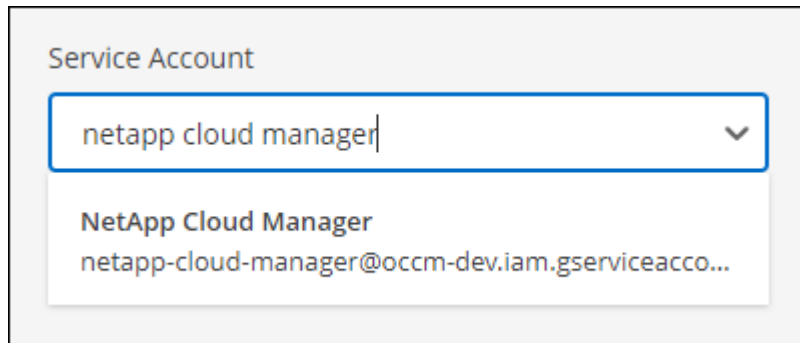 Service Account
netapp cloud manager
NetApp Cloud Manager
netapp-cloud-manager@occm-dev.iam.gserviceacco...